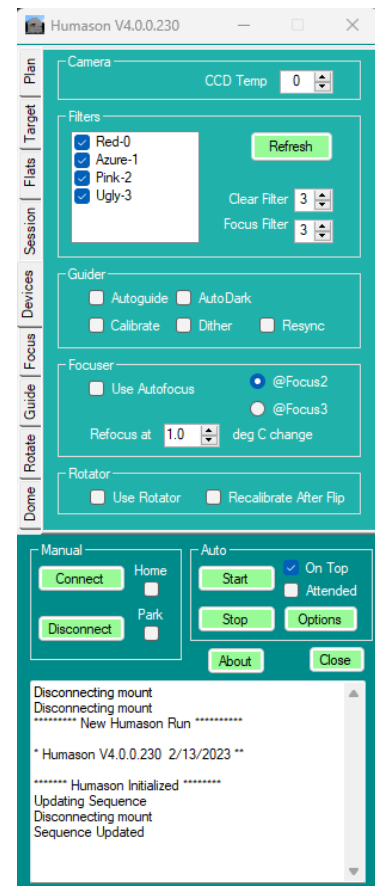 Humason V4.0.0.230
Plan
Target
Flats
Session
Devices
Focus
Guide
Rotate
Dome
Camera
CCD Temp 0
Filters
Red-0
Azure-1
Pink-2
Ugly-3
Refresh
Clear Filter 3
Focus Filter 3
Guider
Autoguide AutoDark
Calibrate Dither Resync
Focuser
Use Autofocus @Focus2
@Focus3
Refocus at 1.0 deg C change
Rotator
Use Rotator Recalibrate After Flip
Manual
Connect Home
Disconnect Park
Auto
Start On Top
Attended
Stop Options
About Close
Disconnecting mount
Disconnecting mount
********* New Humason Run **********
* Humason V4.0.0.230 2/13/2023 **
******* Humason Initialized ********
Updating Sequence
Disconnecting mount
Sequence Updated